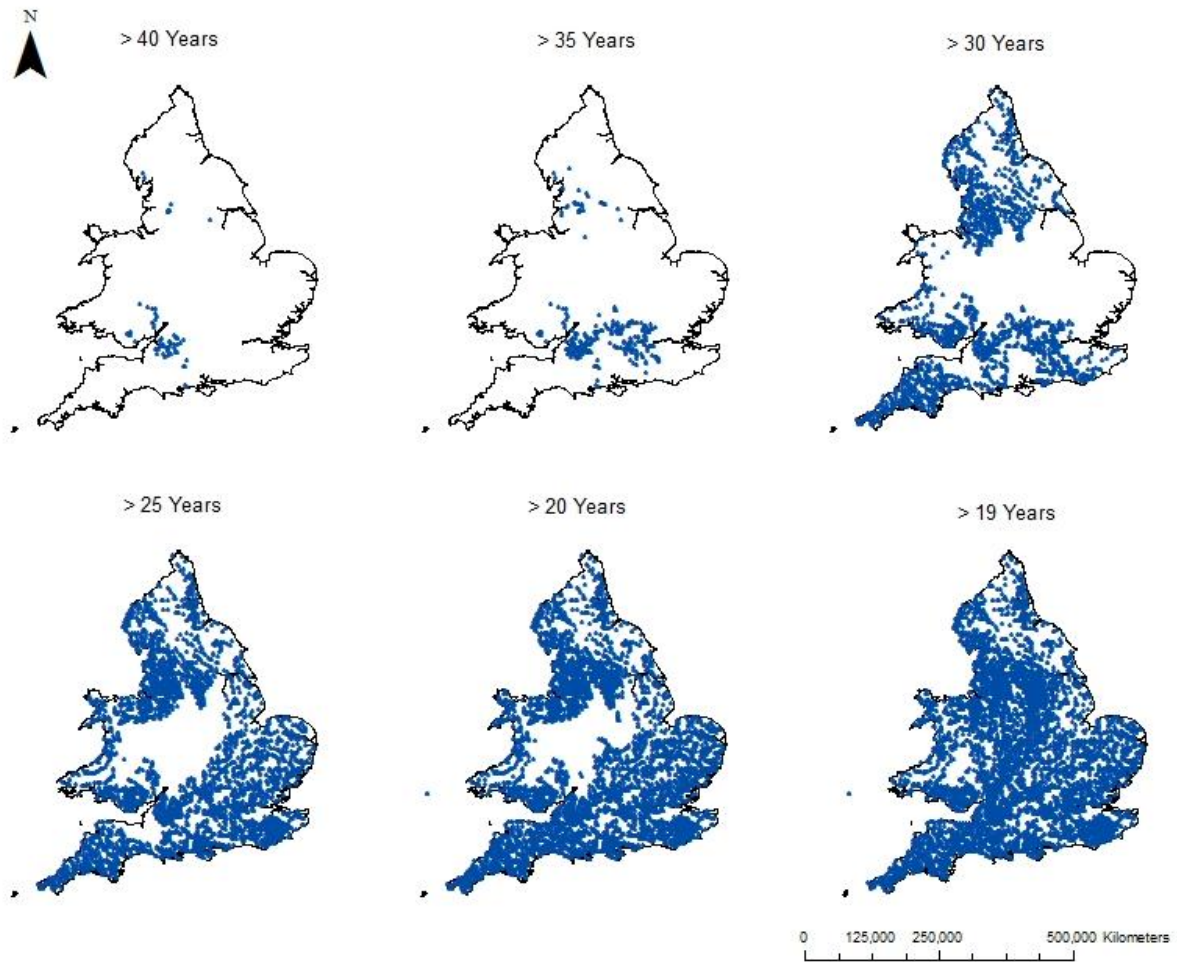 N
> 40 Years
> 35 Years
> 30 Years
> 25 Years
> 20 Years
> 19 Years
0 125,000 250,000 500,000 Kilometers